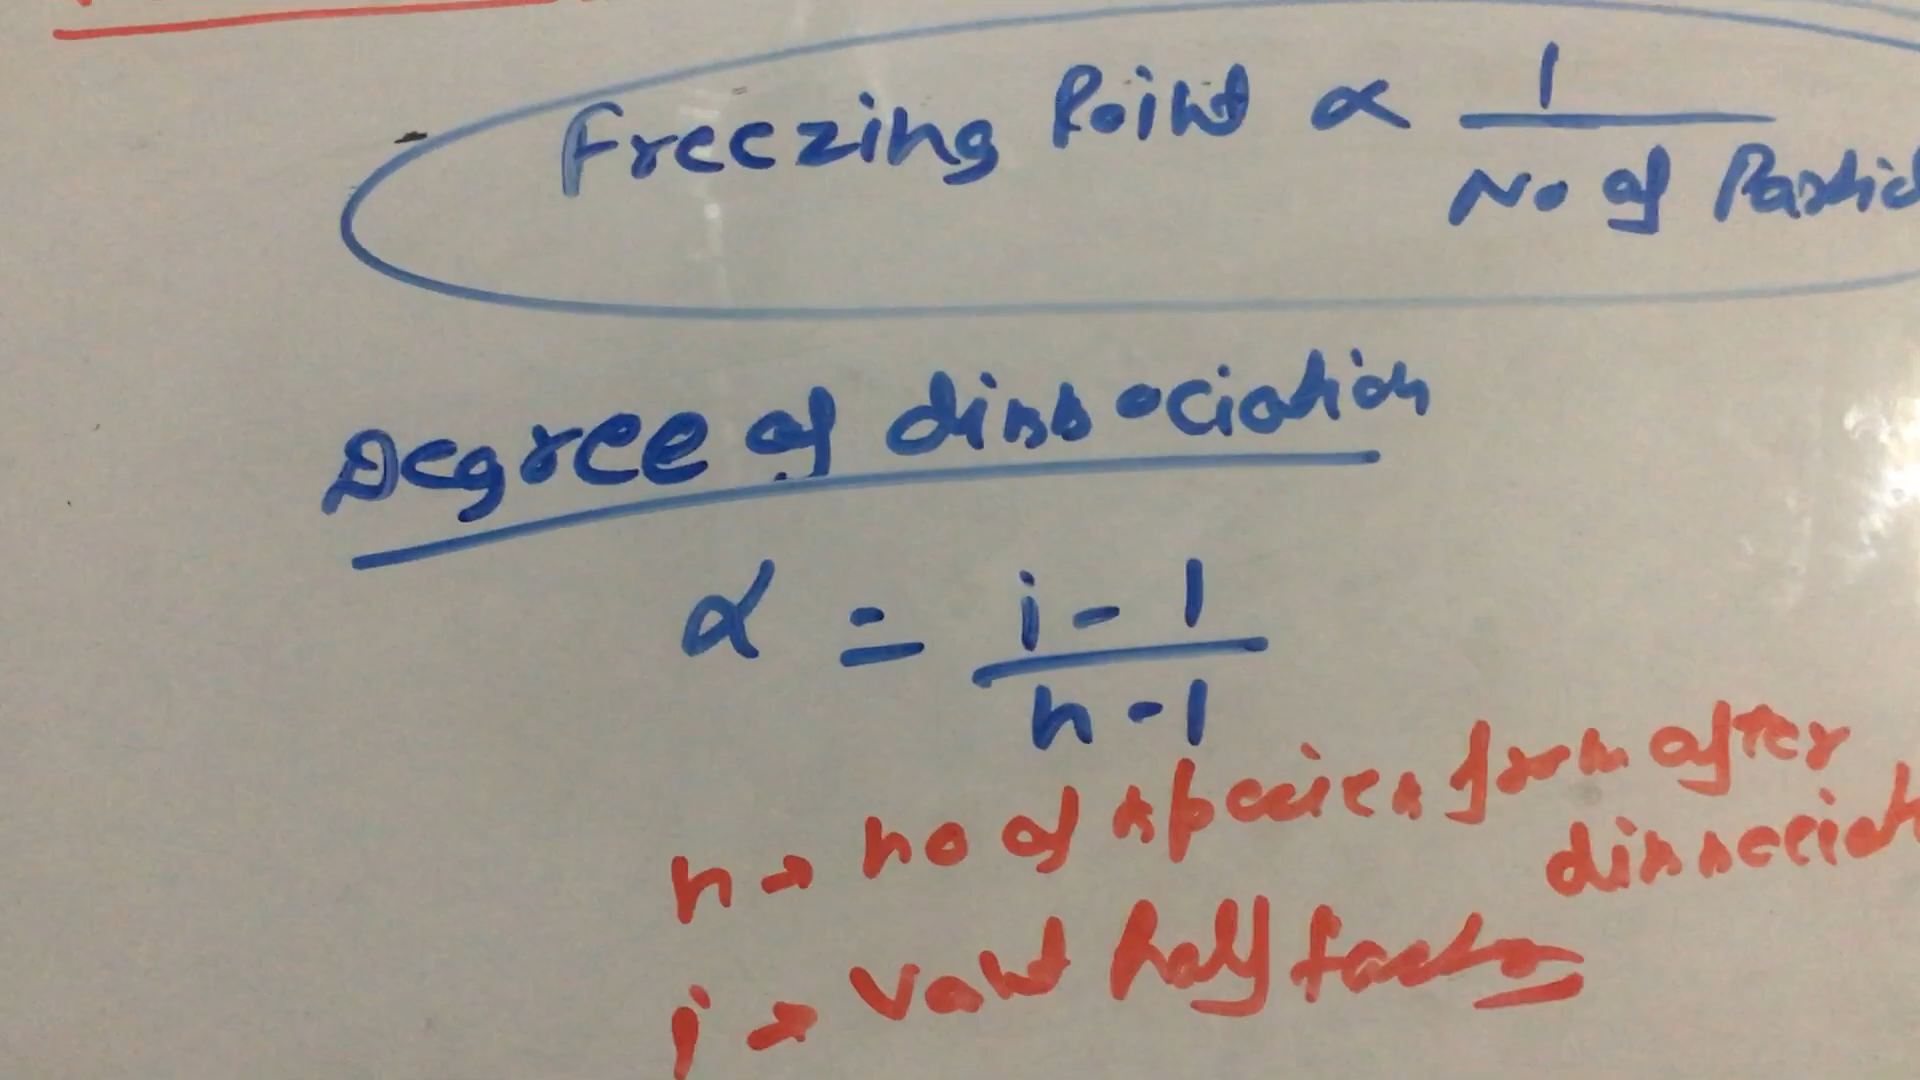 Freezing Point ∝ 1
No of Partic
Degree of dissociation
α = i - 1
n - 1
n → no of species form after
dissociat
i → Vant half factor